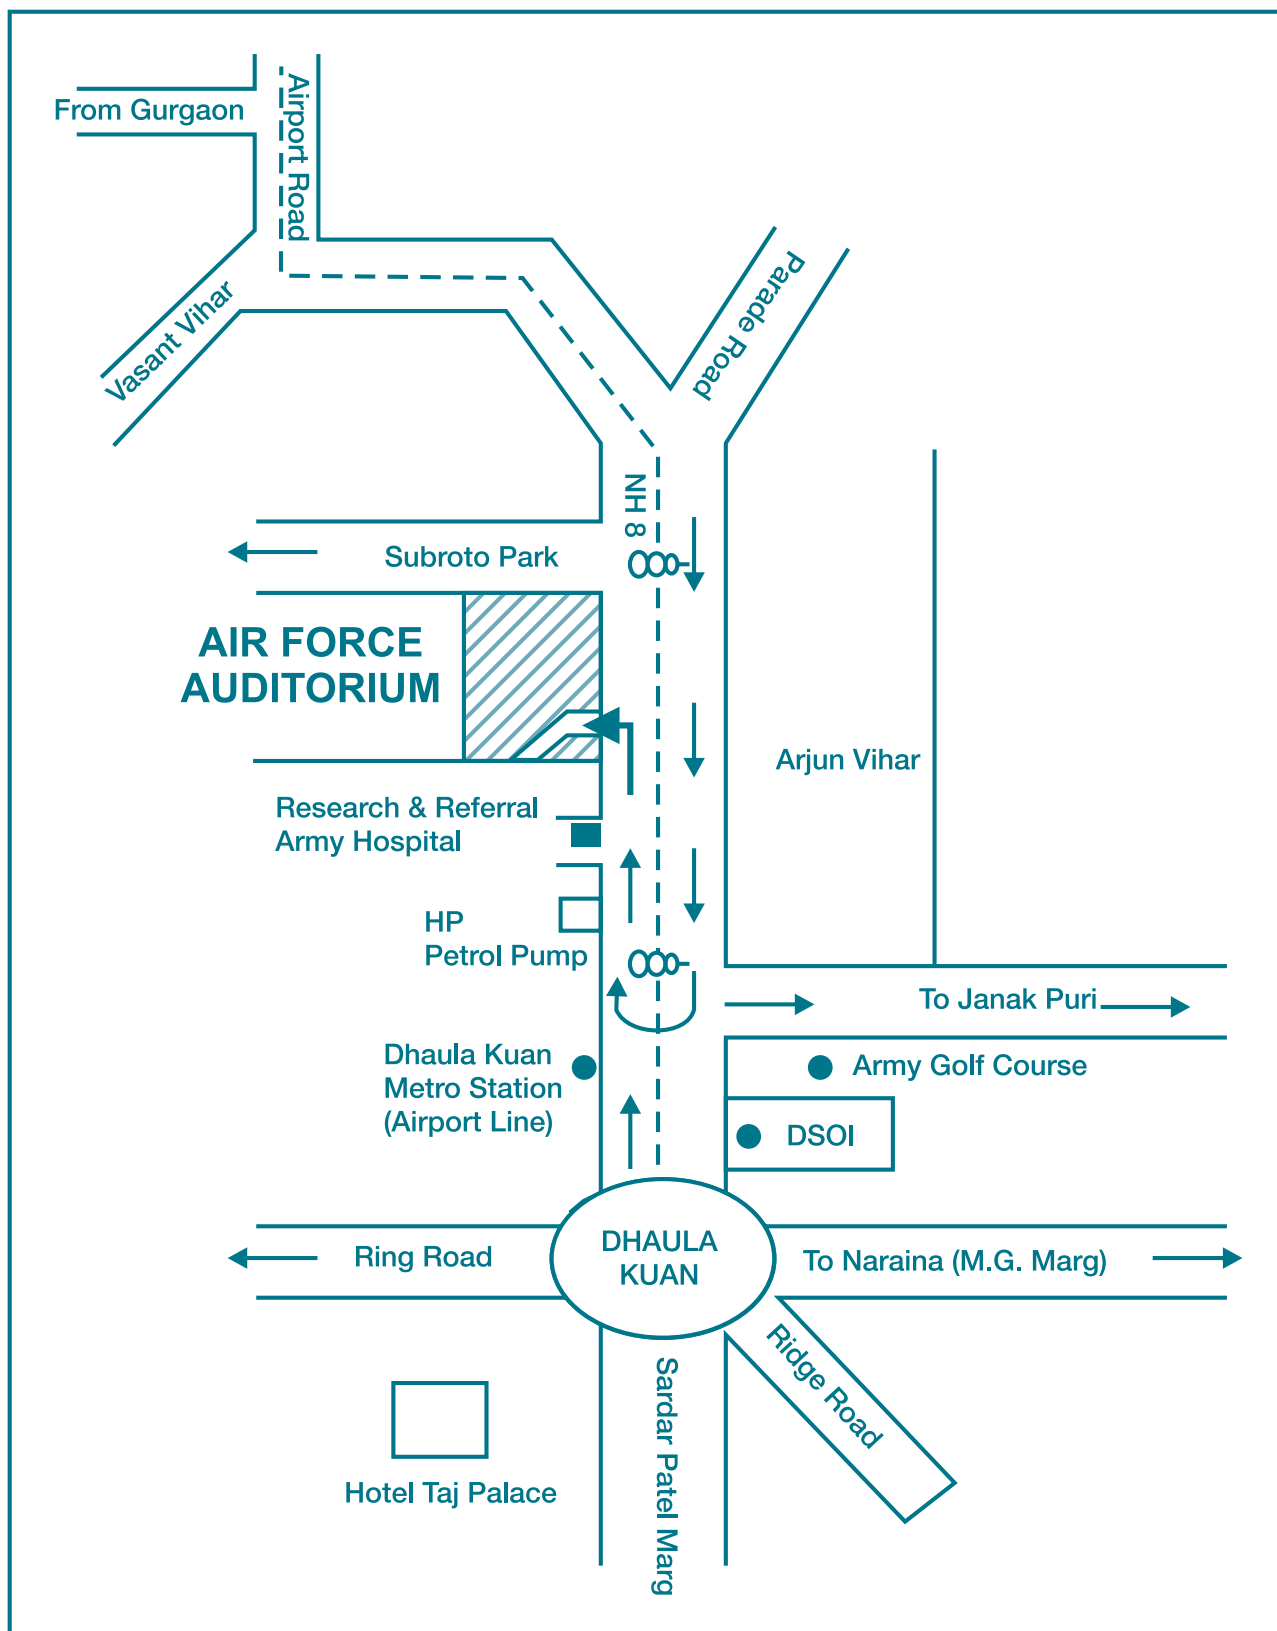 From Gurgaon
Airport Road
Vasant Vihar
Parade Road
NH 8
Subroto Park
AIR FORCE
AUDITORIUM
Arjun Vihar
Research & Referral
Army Hospital
HP
Petrol Pump
To Janak Puri
Dhaula Kuan
Metro Station
(Airport Line)
Army Golf Course
DSOI
Ring Road
DHAULA
KUAN
To Naraina (M.G. Marg)
Ridge Road
Sardar Patel Marg
Hotel Taj Palace